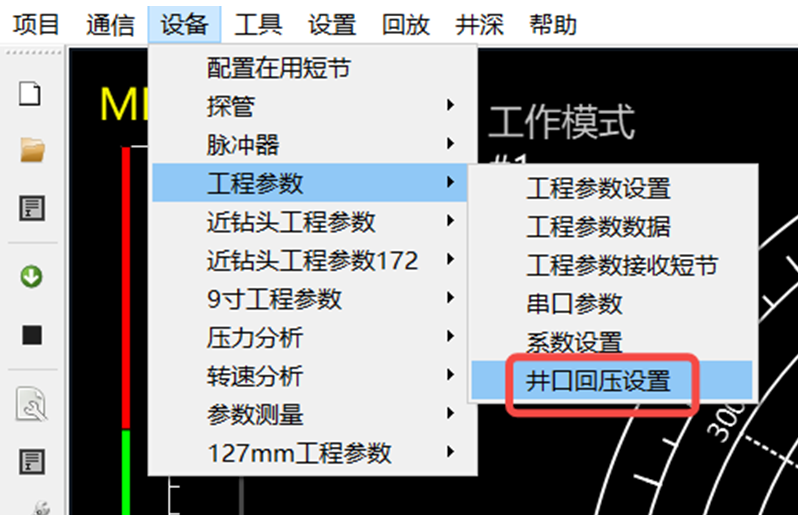 项目 通信 设备 工具 设置 回放 井深 帮助
配置在用短节
探管
脉冲器
工程参数
近钻头工程参数
近钻头工程参数172
9寸工程参数
压力分析
转速分析
参数测量
127mm工程参数
工程参数设置
工程参数数据
工程参数接收短节
串口参数
系数设置
井口回压设置
工作模式
#1
300